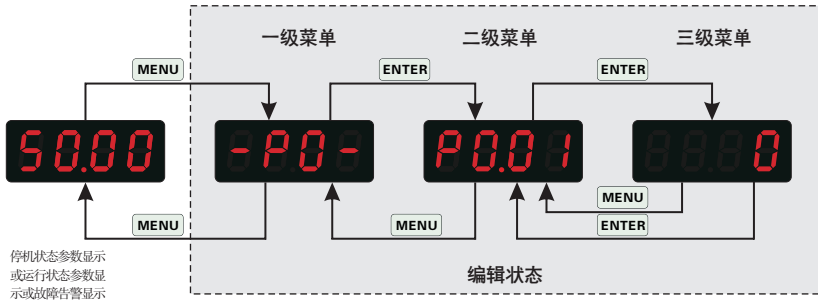 一级菜单
二级菜单
三级菜单
MENU
ENTER
ENTER
50.00
-P0-
P0.01
0
MENU
MENU
MENU
ENTER
停机状态参数显示
或运行状态参数显
示或故障告警显示
编辑状态